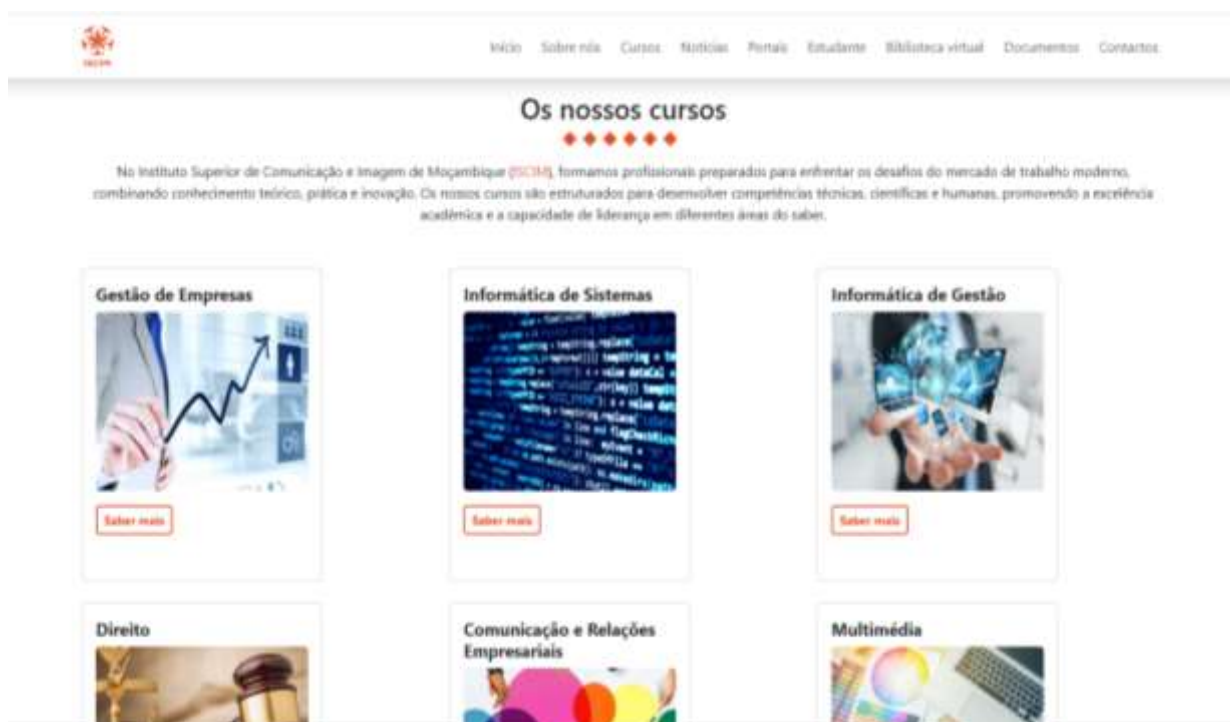 ISCIM
Início Sobre nós Cursos Notícias Portais Estudante Biblioteca virtual Documentos Contactos
Os nossos cursos
No Instituto Superior de Comunicação e Imagem de Moçambique (ISCIM), formamos profissionais preparados para enfrentar os desafios do mercado de trabalho moderno,
combinando conhecimento teórico, prática e inovação. Os nossos cursos são estruturados para desenvolver competências técnicas, científicas e humanas, promovendo a excelência
académica e a capacidade de liderança em diferentes áreas do saber.
Gestão de Empresas
Informática de Sistemas
Informática de Gestão
Saber mais
Saber mais
Saber mais
Direito
Comunicação e Relações
Empresariais
Multimédia